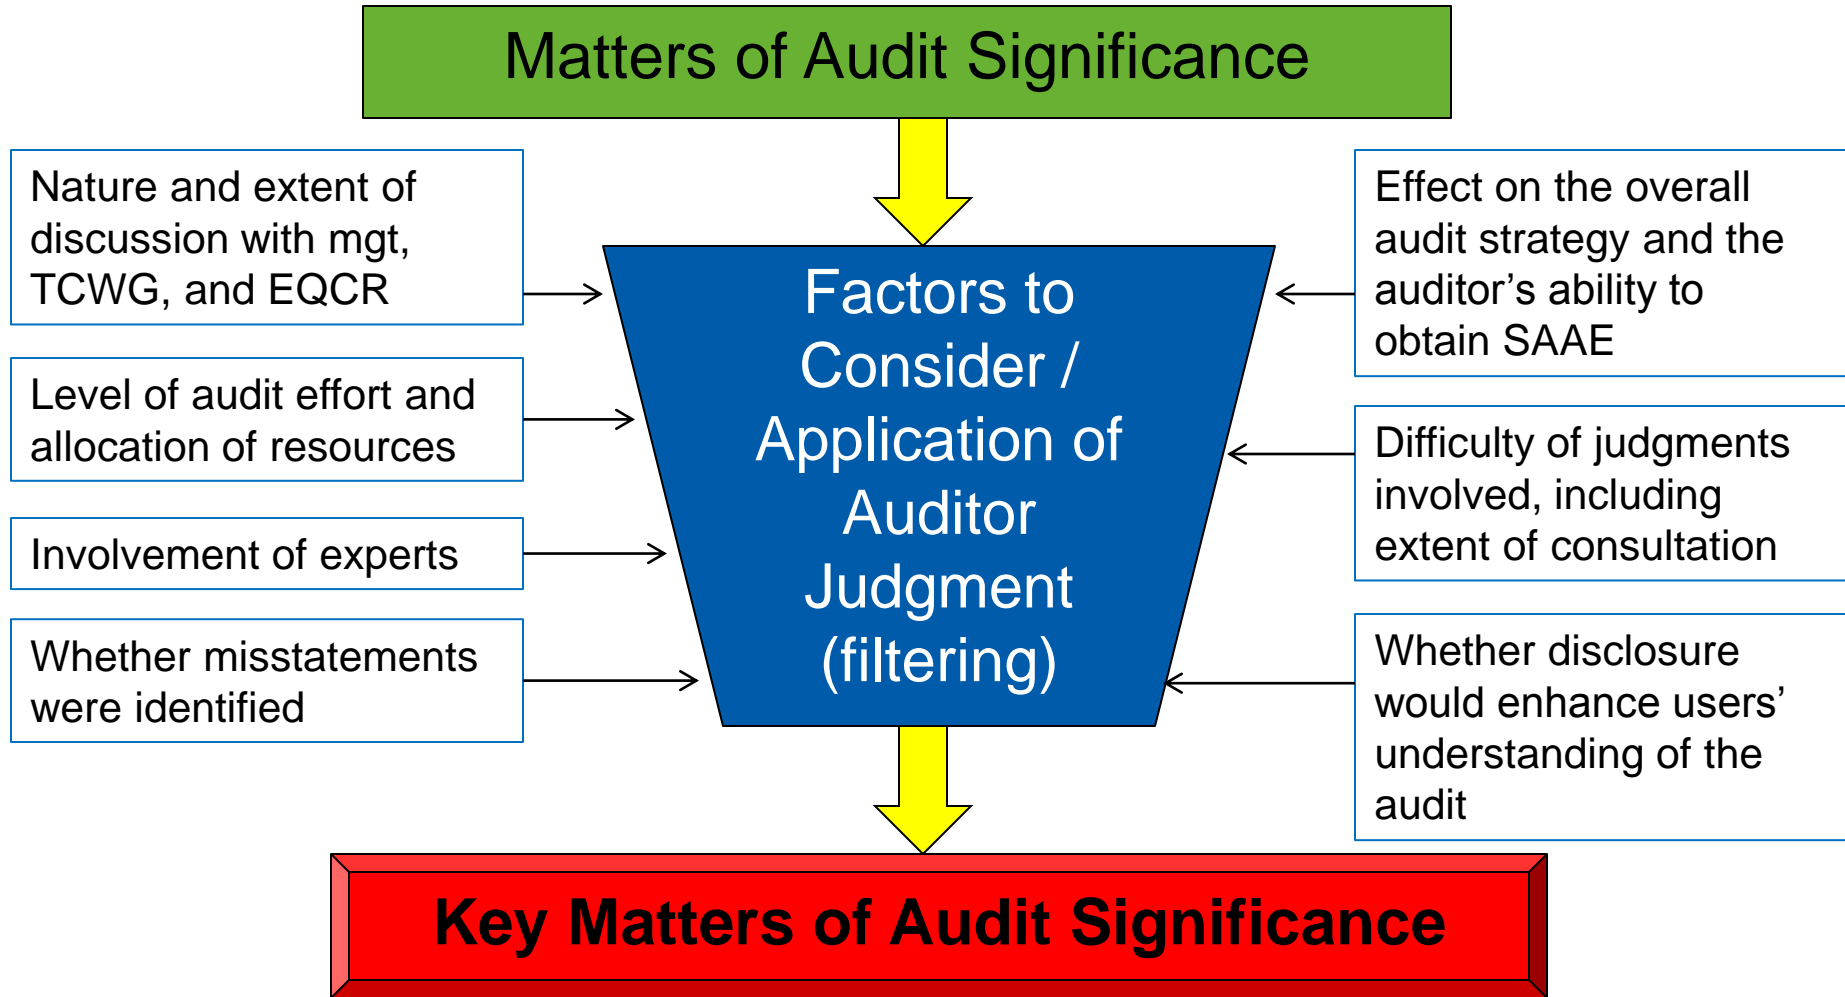 Matters of Audit Significance
Nature and extent of
discussion with mgt,
TCWG, and EQCR
Level of audit effort and
allocation of resources
Involvement of experts
Whether misstatements
were identified
Factors to
Consider /
Application of
Auditor
Judgment
(filtering)
Effect on the overall
audit strategy and the
auditor’s ability to
obtain SAAE
Difficulty of judgments
involved, including
extent of consultation
Whether disclosure
would enhance users’
understanding of the
audit
Key Matters of Audit Significance